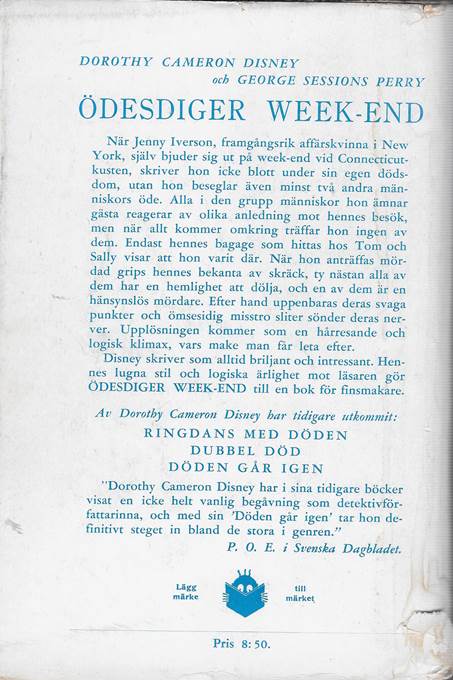 DOROTHY CAMERON DISNEY
och GEORGE SESSIONS PERRY
ÖDESDIGER WEEK-END
När Jenny Iverson, framgångsrik affärskvinna i New
York, själv bjuder sig ut på week-end vid Connecticut-
kusten, skriver hon icke blott under sin egen döds-
dom, utan hon beseglar även minst två andra män-
niskors öde. Alla i den grupp människor hon ämnar
gästa reagerar av olika anledning mot hennes besök,
men när allt kommer omkring träffar hon ingen av
dem. Endast hennes bagage som hittas hos Tom och
Sally visar att hon varit där. När hon anträffas mör-
dad grips hennes bekanta av skräck, ty nästan alla av
dem har en hemlighet att dölja, och en av dem är en
hänsynslös mördare. Efter hand uppenbaras deras svaga
punkter och ömsesidig misstro sliter sönder deras ner-
ver. Upplösningen kommer som en hårresande och
logisk klimax, vars make man får leta efter.
Disney skriver som alltid briljant och intressant. Hen-
nes lugna stil och logiska ärlighet mot läsaren gör
ÖDESDIGER WEEK-END till en bok för finsmakare.
Av Dorothy Cameron Disney har tidigare utkommit:
RINGDANS MED DÖDEN
DUBBEL DÖD
DÖDEN GÅR IGEN
"Dorothy Cameron Disney har i sina tidigare böcker
visat en icke helt vanlig begåvning som detektivför-
fattarinna, och med sin 'Döden går igen' tar hon de-
finitivt steget in bland de stora i genren."
P. O. E. i Svenska Dagbladet.
Lägg till
märke märket
Pris 8:50.